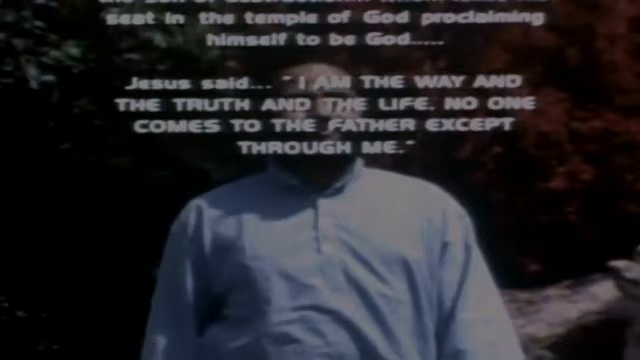 seat in the temple of God proclaiming
himself to be God.....
Jesus said... " I AM THE WAY AND
THE TRUTH AND THE LIFE. NO ONE
COMES TO THE FATHER EXCEPT
THROUGH ME."